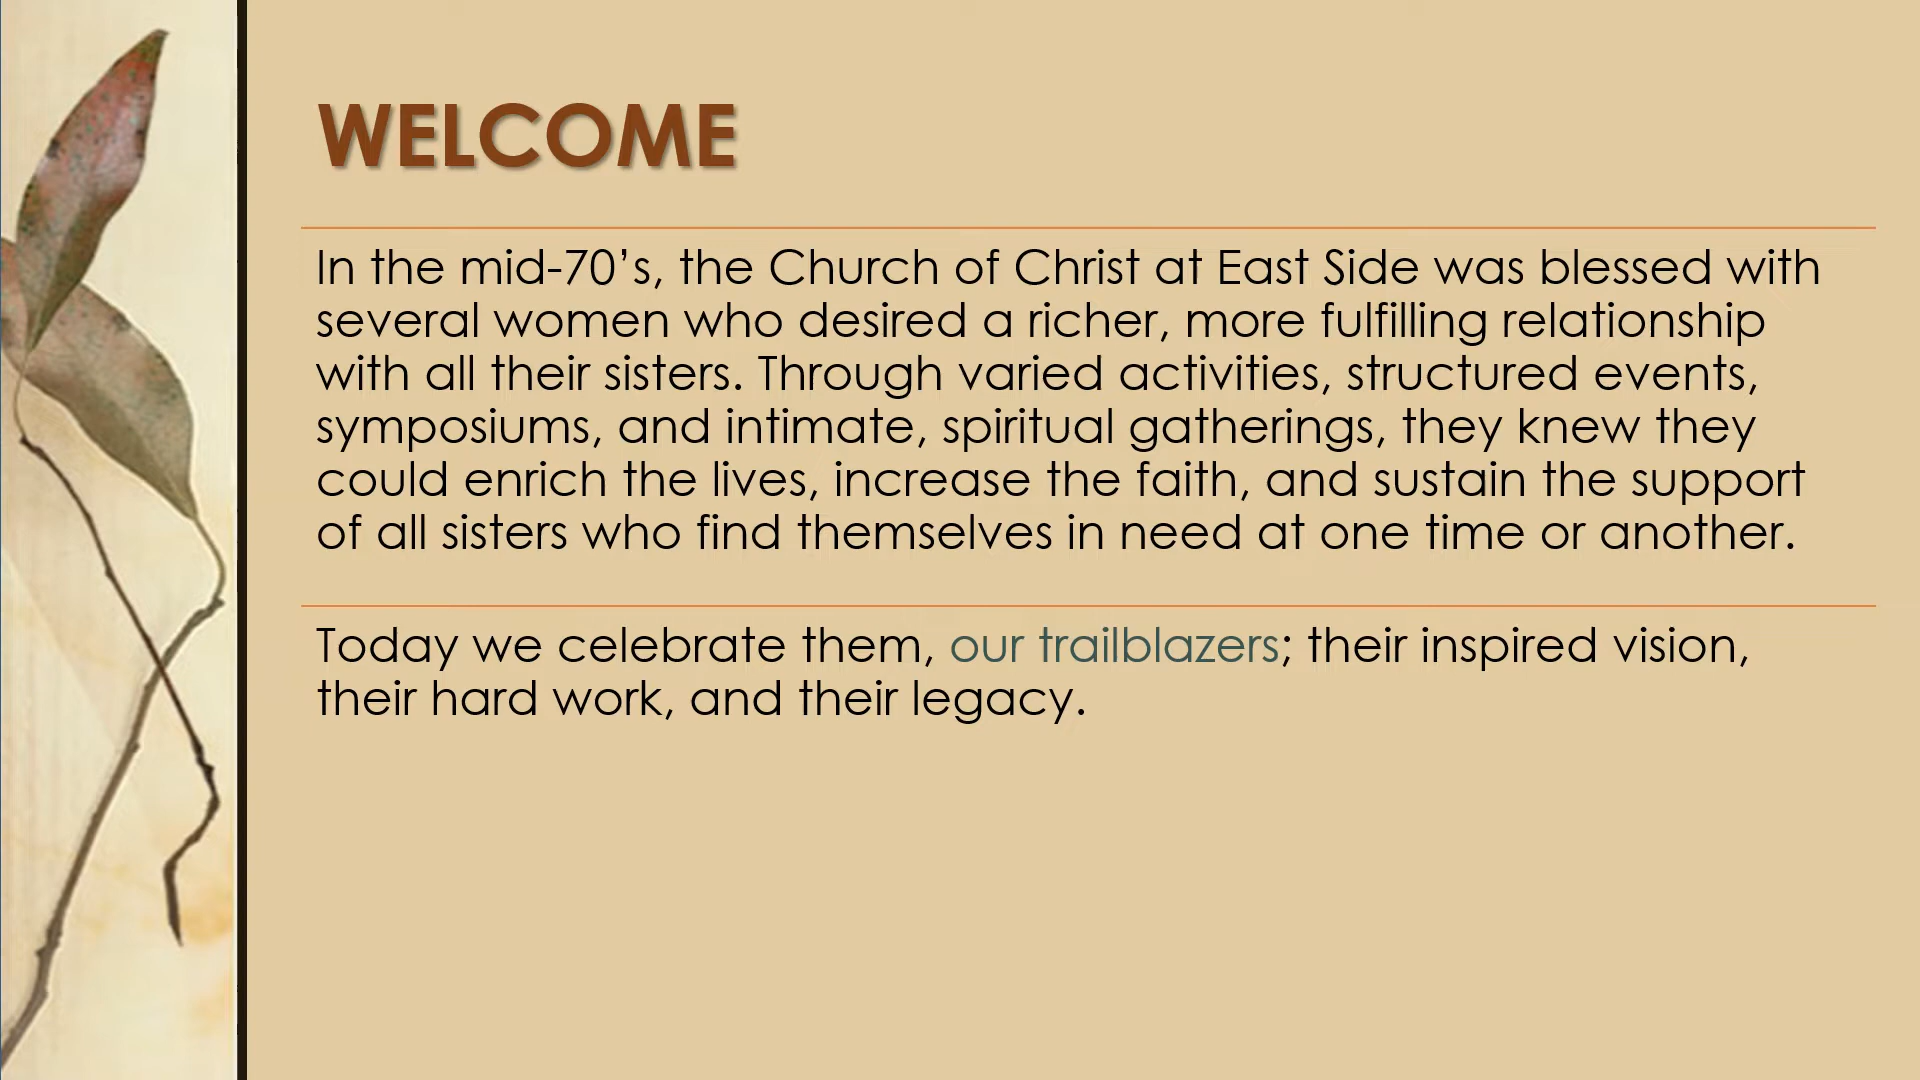 WELCOME
In the mid-70’s, the Church of Christ at East Side was blessed with
several women who desired a richer, more fulfilling relationship
with all their sisters. Through varied activities, structured events,
symposiums, and intimate, spiritual gatherings, they knew they
could enrich the lives, increase the faith, and sustain the support
of all sisters who find themselves in need at one time or another.
Today we celebrate them, our trailblazers; their inspired vision,
their hard work, and their legacy.